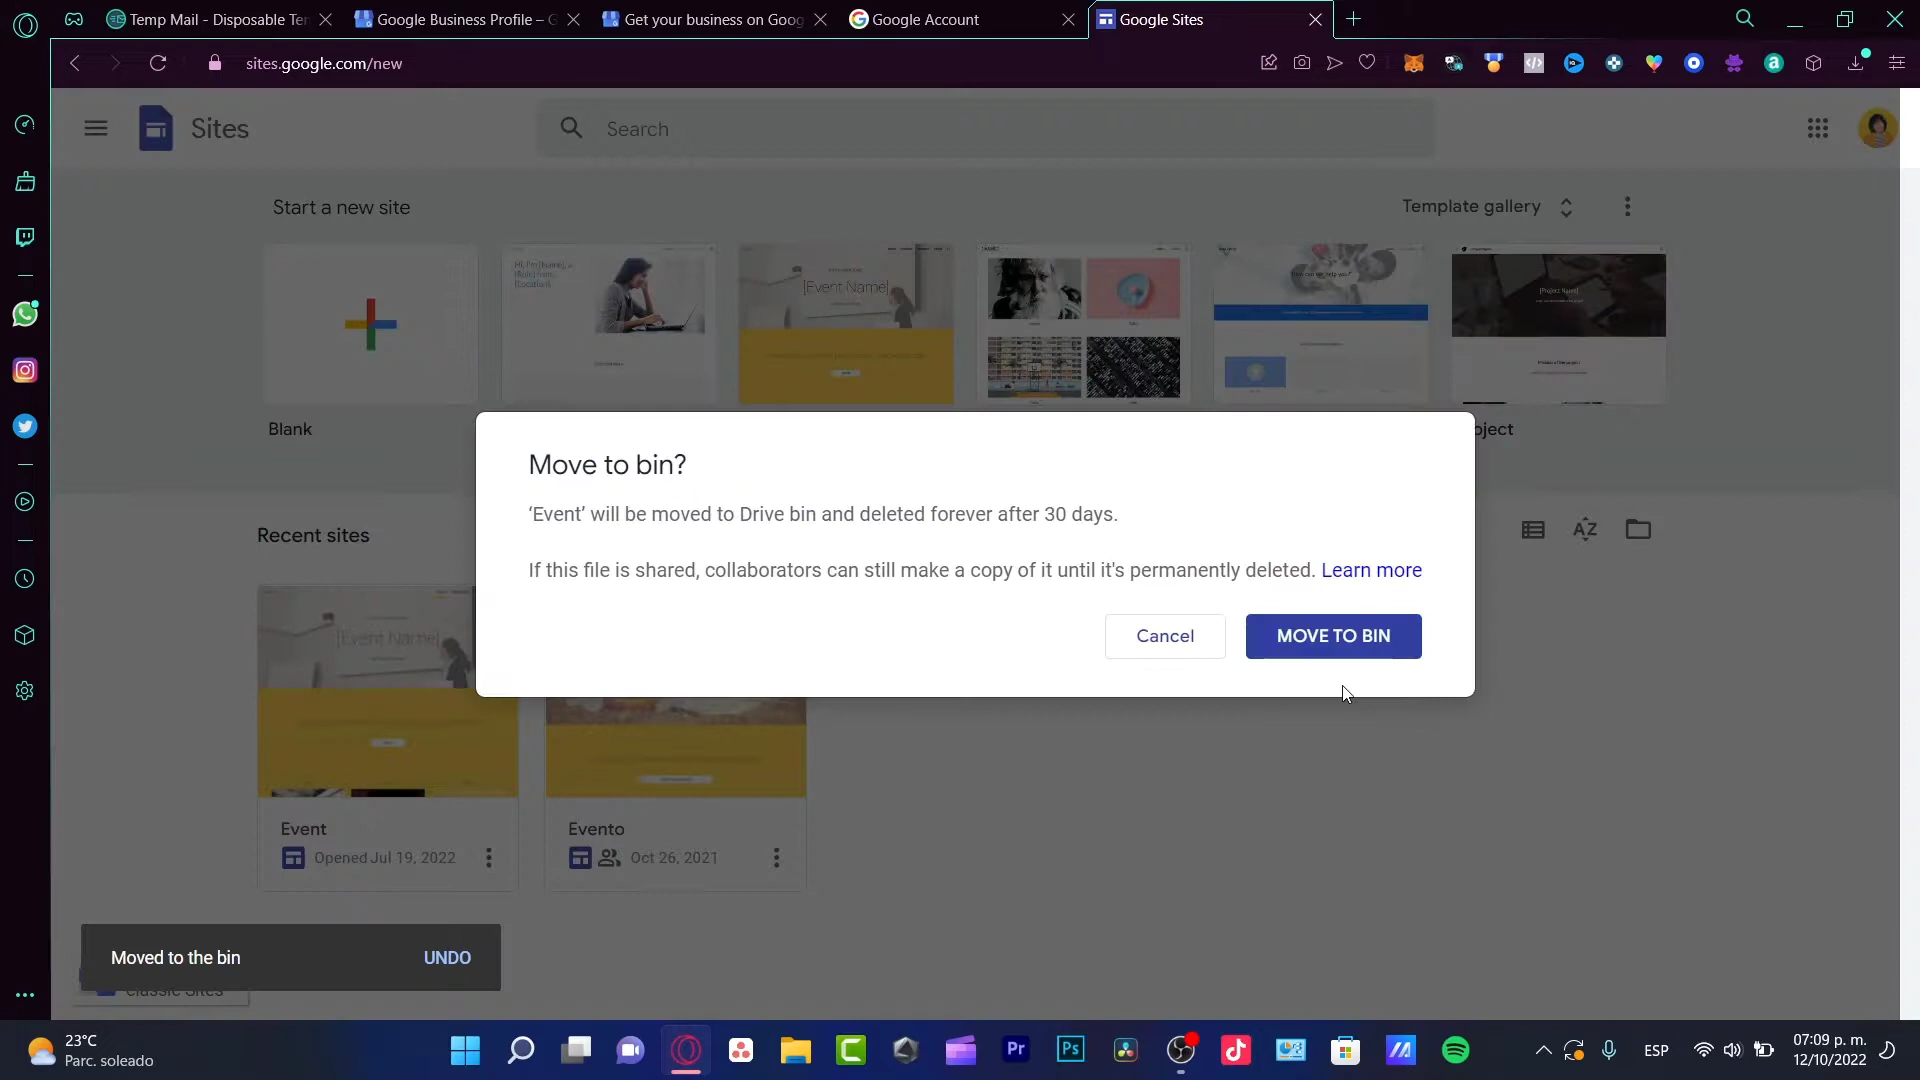 Temp Mail - Disposable Ter
Google Business Profile – G
Get your business on Goog
Google Account
Google Sites
sites.google.com/new
Sites
Search
Start a new site
Template gallery
[Event Name]
[Project Name]
Blank
oject
Move to bin?
‘Event’ will be moved to Drive bin and deleted forever after 30 days.
If this file is shared, collaborators can still make a copy of it until it's permanently deleted. Learn more
Cancel
MOVE TO BIN
Recent sites
[Event Name]
Event
Opened Jul 19, 2022
Evento
Oct 26, 2021
Moved to the bin
UNDO
Classic Sites
23°C
Parc. soleado
ESP
07:09 p. m.
12/10/2022